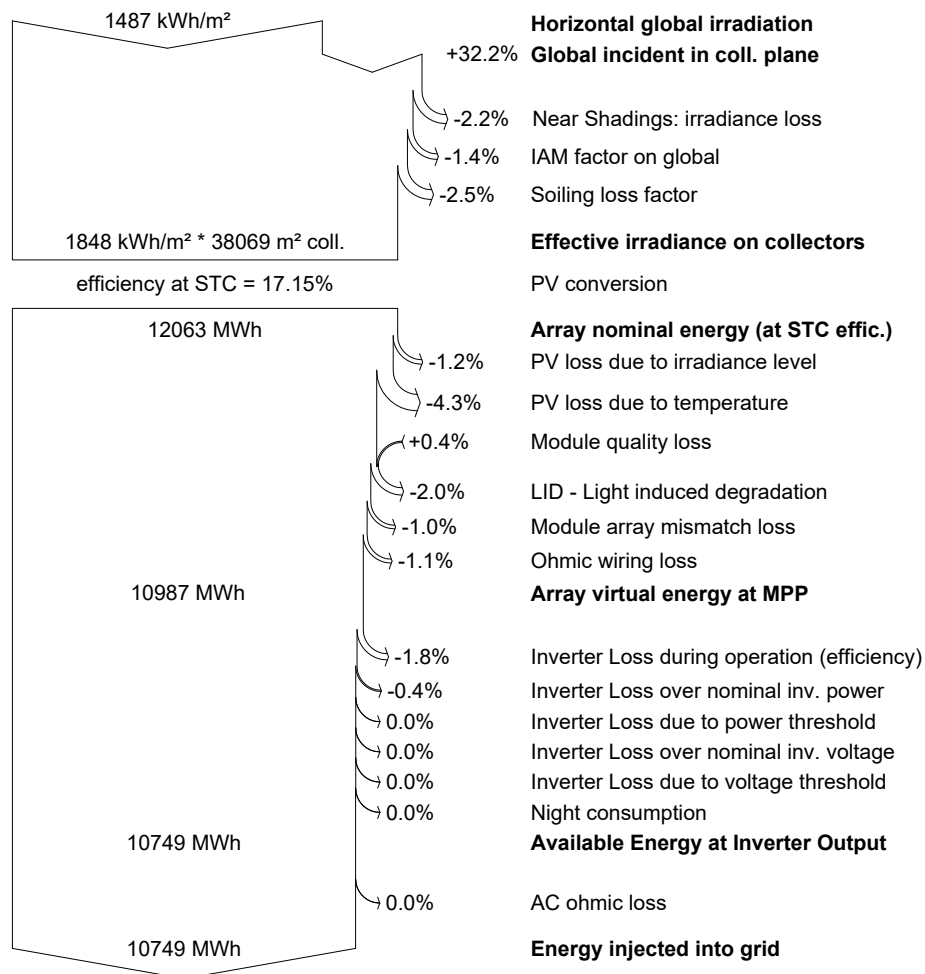 1487 kWh/m² Horizontal global irradiation
+32.2% Global incident in coll. plane
-2.2% Near Shadings: irradiance loss
-1.4% IAM factor on global
-2.5% Soiling loss factor
1848 kWh/m² * 38069 m² coll. Effective irradiance on collectors
efficiency at STC = 17.15% PV conversion
12063 MWh Array nominal energy (at STC effic.)
-1.2% PV loss due to irradiance level
-4.3% PV loss due to temperature
+0.4% Module quality loss
-2.0% LID - Light induced degradation
-1.0% Module array mismatch loss
-1.1% Ohmic wiring loss
10987 MWh Array virtual energy at MPP
-1.8% Inverter Loss during operation (efficiency)
-0.4% Inverter Loss over nominal inv. power
0.0% Inverter Loss due to power threshold
0.0% Inverter Loss over nominal inv. voltage
0.0% Inverter Loss due to voltage threshold
0.0% Night consumption
10749 MWh Available Energy at Inverter Output
0.0% AC ohmic loss
10749 MWh Energy injected into grid